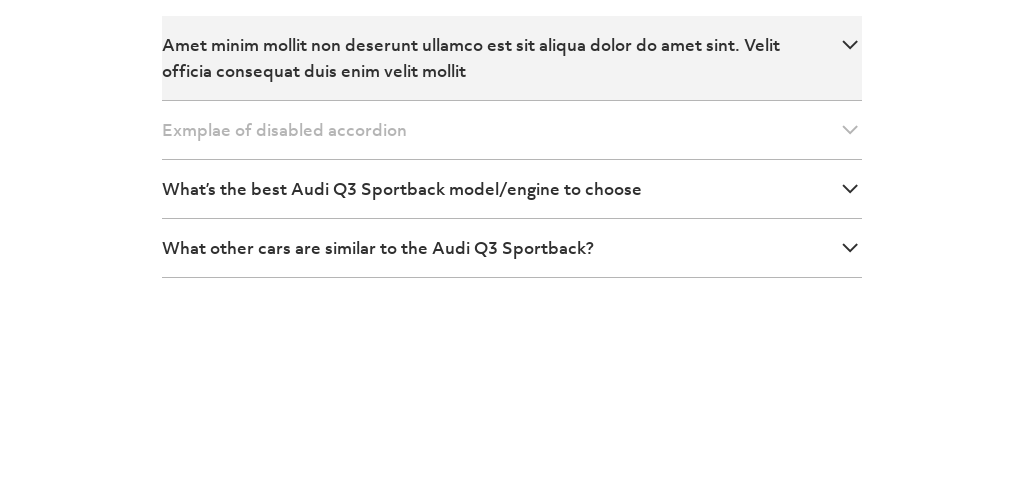 Amet minim mollit non deserunt ullamco est sit aliqua dolor do amet sint. Velit
officia consequat duis enim velit mollit
Exmplae of disabled accordion
What's the best Audi Q3 Sportback model/engine to choose
What other cars are similar to the Audi Q3 Sportback?